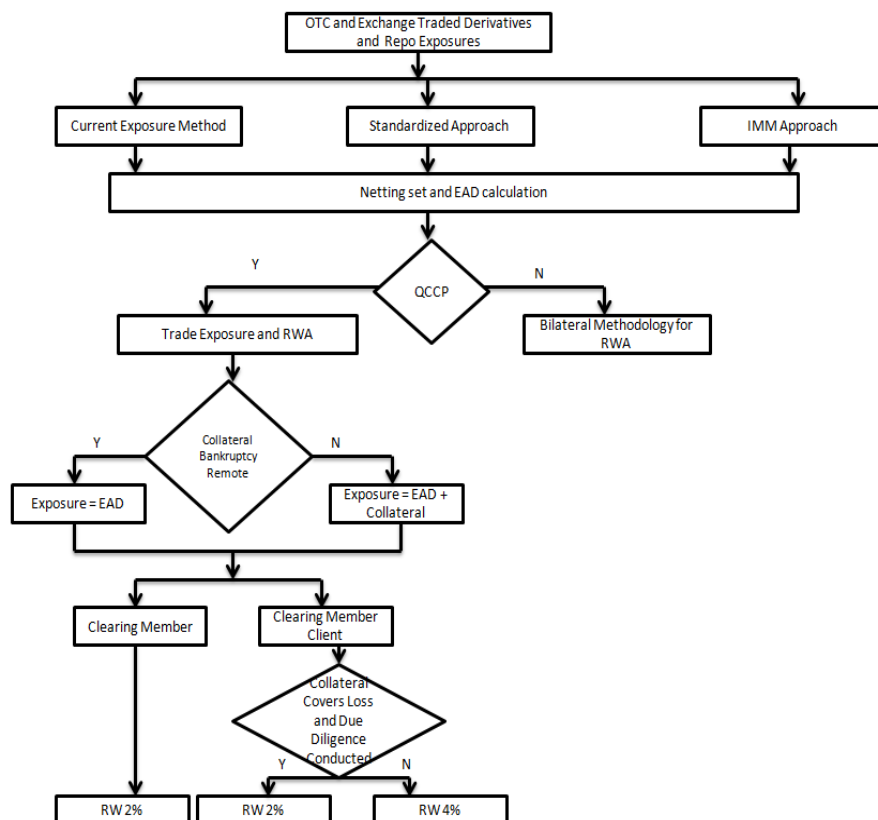 OTC and Exchange Traded Derivatives
and Repo Exposures
Current Exposure Method
Standardized Approach
IMM Approach
Netting set and EAD calculation
Y
N
QCCP
Trade Exposure and RWA
Bilateral Methodology for
RWA
Y
N
Collateral
Bankruptcy
Remote
Exposure = EAD
Exposure = EAD +
Collateral
Clearing Member
Clearing Member
Client
Collateral
Covers Loss
and Due
Diligence
Conducted
Y
N
RW 2%
RW 2%
RW 4%